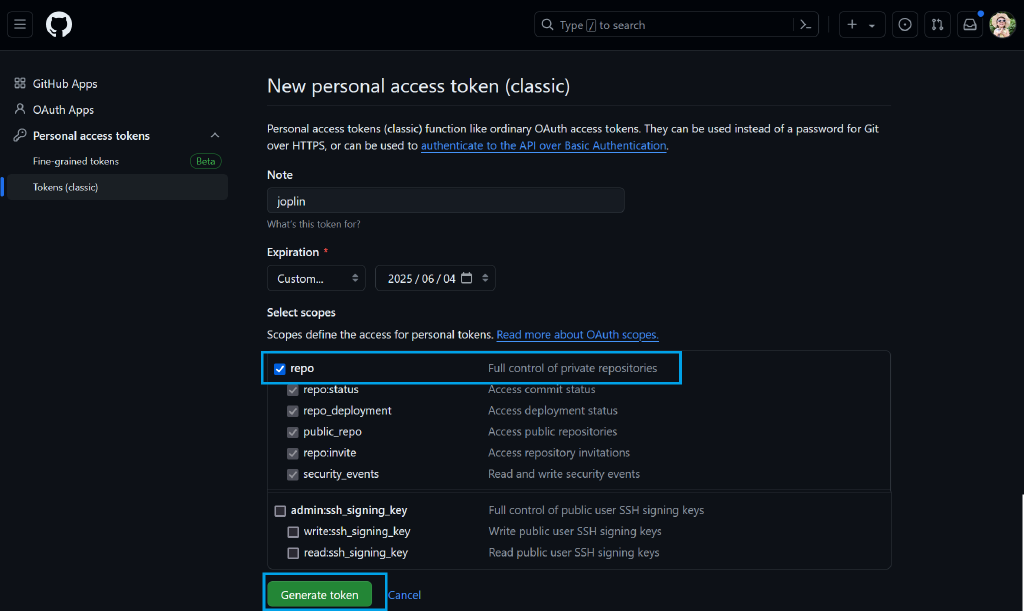 Type / to search
GitHub Apps
OAuth Apps
Personal access tokens
Fine-grained tokens Beta
Tokens (classic)
New personal access token (classic)
Personal access tokens (classic) function like ordinary OAuth access tokens. They can be used instead of a password for Git
over HTTPS, or can be used to authenticate to the API over Basic Authentication.
Note
joplin
What's this token for?
Expiration *
Custom... 2025 / 06 / 04
Select scopes
Scopes define the access for personal tokens. Read more about OAuth scopes.
repo Full control of private repositories
repo:status Access commit status
repo_deployment Access deployment status
public_repo Access public repositories
repo:invite Access repository invitations
security_events Read and write security events
admin:ssh_signing_key Full control of public user SSH signing keys
write:ssh_signing_key Write public user SSH signing keys
read:ssh_signing_key Read public user SSH signing keys
Generate token Cancel